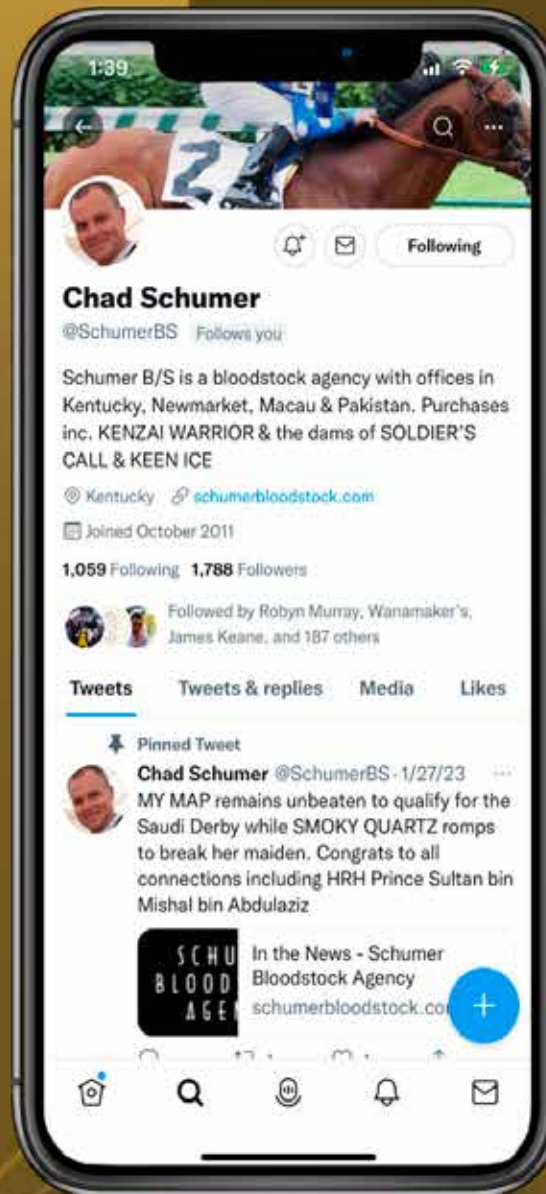 1:39
2
Following
Chad Schumer
@SchumerBS Follows you
Schumer B/S is a bloodstock agency with offices in
Kentucky, Newmarket, Macau & Pakistan. Purchases
inc. KENZAI WARRIOR & the dams of SOLDIER'S
CALL & KEEN ICE
Kentucky schumerbloodstock.com
Joined October 2011
1,059 Following 1,788 Followers
Followed by Robyn Murray, Wanamaker's,
James Keane, and 187 others
Tweets Tweets & replies Media Likes
Pinned Tweet
Chad Schumer @SchumerBS · 1/27/23 ...
MY MAP remains unbeaten to qualify for the
Saudi Derby while SMOKY QUARTZ romps
to break her maiden. Congrats to all
connections including HRH Prince Sultan bin
Mishal bin Abdulaziz
SCHU
BLOOD
AGE
In the News - Schumer
Bloodstock Agency
schumerbloodstock.co